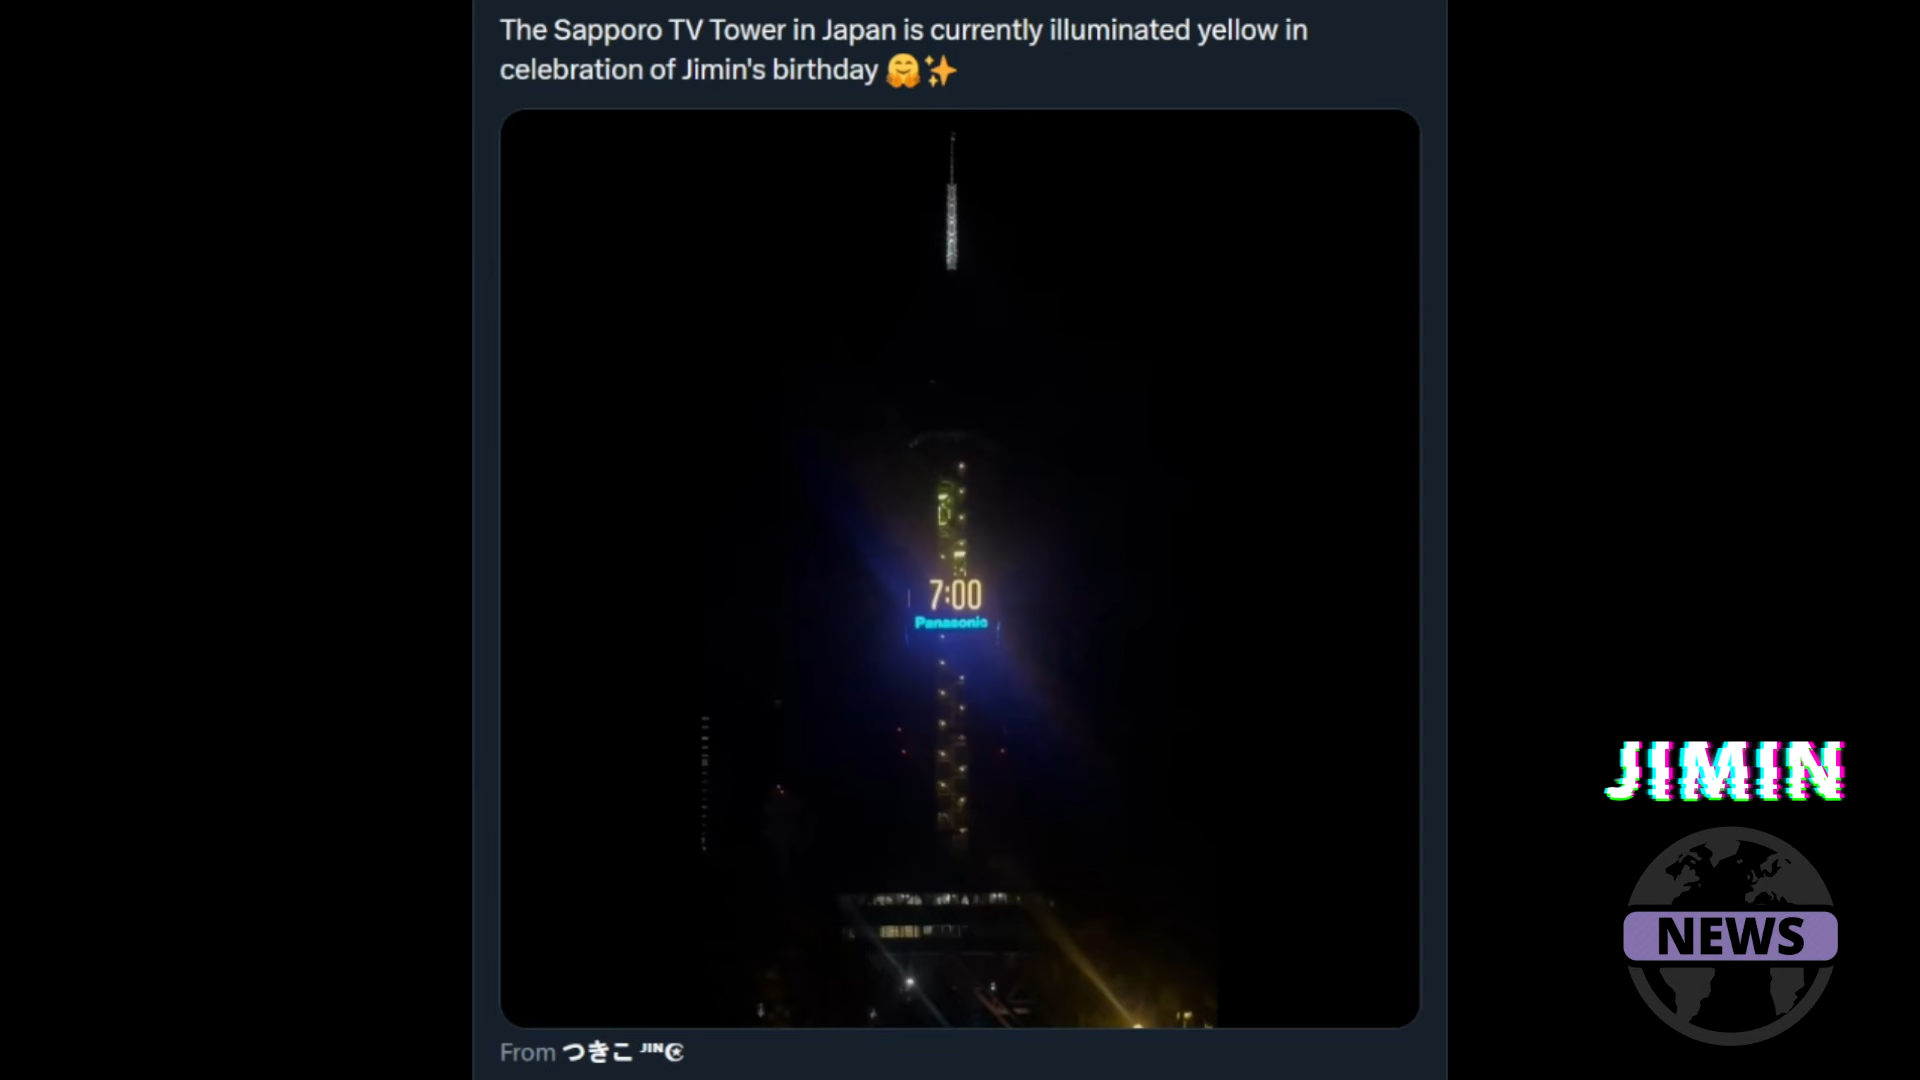 The Sapporo TV Tower in Japan is currently illuminated yellow in
celebration of Jimin's birthday 🤗✨
7:00
Panasonic
JIMIN
NEWS
From つきこ ᴶᴵᴺ☪